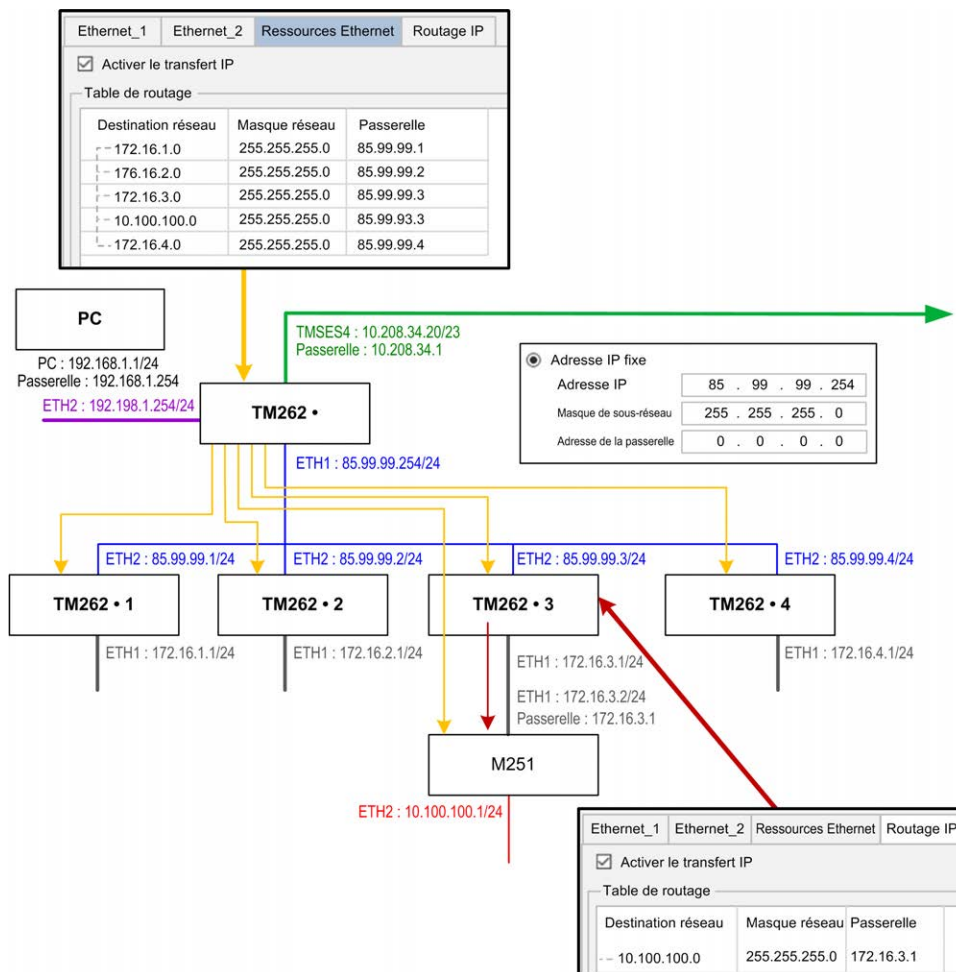 Ethernet_1 Ethernet_2 Ressources Ethernet Routage IP
Activer le transfert IP
Table de routage
Destination réseau Masque réseau Passerelle
172.16.1.0 255.255.255.0 85.99.99.1
176.16.2.0 255.255.255.0 85.99.99.2
172.16.3.0 255.255.255.0 85.99.99.3
10.100.100.0 255.255.255.0 85.99.93.3
172.16.4.0 255.255.255.0 85.99.99.4
PC
PC : 192.168.1.1/24
Passerelle : 192.168.1.254
ETH2 : 192.198.1.254/24
TMSES4 : 10.208.34.20/23
Passerelle : 10.208.34.1
TM262 •
ETH1 : 85.99.99.254/24
Adresse IP fixe
Adresse IP 85 . 99 . 99 . 254
Masque de sous-réseau 255 . 255 . 255 . 0
Adresse de la passerelle 0 . 0 . 0 . 0
ETH2 : 85.99.99.1/24 ETH2 : 85.99.99.2/24 ETH2 : 85.99.99.3/24 ETH2 : 85.99.99.4/24
TM262 • 1 TM262 • 2 TM262 • 3 TM262 • 4
ETH1 : 172.16.1.1/24 ETH1 : 172.16.2.1/24 ETH1 : 172.16.3.1/24 ETH1 : 172.16.4.1/24
ETH1 : 172.16.3.2/24
Passerelle : 172.16.3.1
M251
ETH2 : 10.100.100.1/24
Ethernet_1 Ethernet_2 Ressources Ethernet Routage IP
Activer le transfert IP
Table de routage
Destination réseau Masque réseau Passerelle
10.100.100.0 255.255.255.0 172.16.3.1